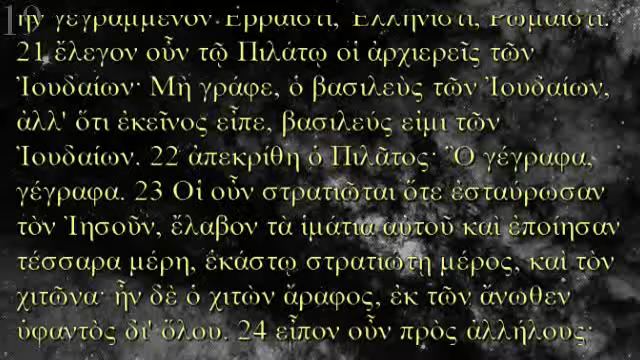 19
ἦν γεγραμμένον Ἑβραϊστί, Ἑλληνιστί, Ῥωμαϊστί.
21 ἔλεγον οὖν τῷ Πιλάτῳ οἱ ἀρχιερεῖς τῶν
Ἰουδαίων· Μὴ γράφε, ὁ βασιλεὺς τῶν Ἰουδαίων,
ἀλλ' ὅτι ἐκεῖνος εἶπε, βασιλεύς εἰμι τῶν
Ἰουδαίων. 22 ἀπεκρίθη ὁ Πιλᾶτος· Ὃ γέγραφα,
γέγραφα. 23 Οἱ οὖν στρατιῶται ὅτε ἐσταύρωσαν
τὸν Ἰησοῦν, ἔλαβον τὰ ἱμάτια αὐτοῦ καὶ ἐποίησαν
τέσσαρα μέρη, ἑκάστῳ στρατιώτῃ μέρος, καὶ τὸν
χιτῶνα· ἦν δὲ ὁ χιτὼν ἄραφος, ἐκ τῶν ἄνωθεν
ὑφαντὸς δι' ὅλου. 24 εἶπον οὖν πρὸς ἀλλήλους·